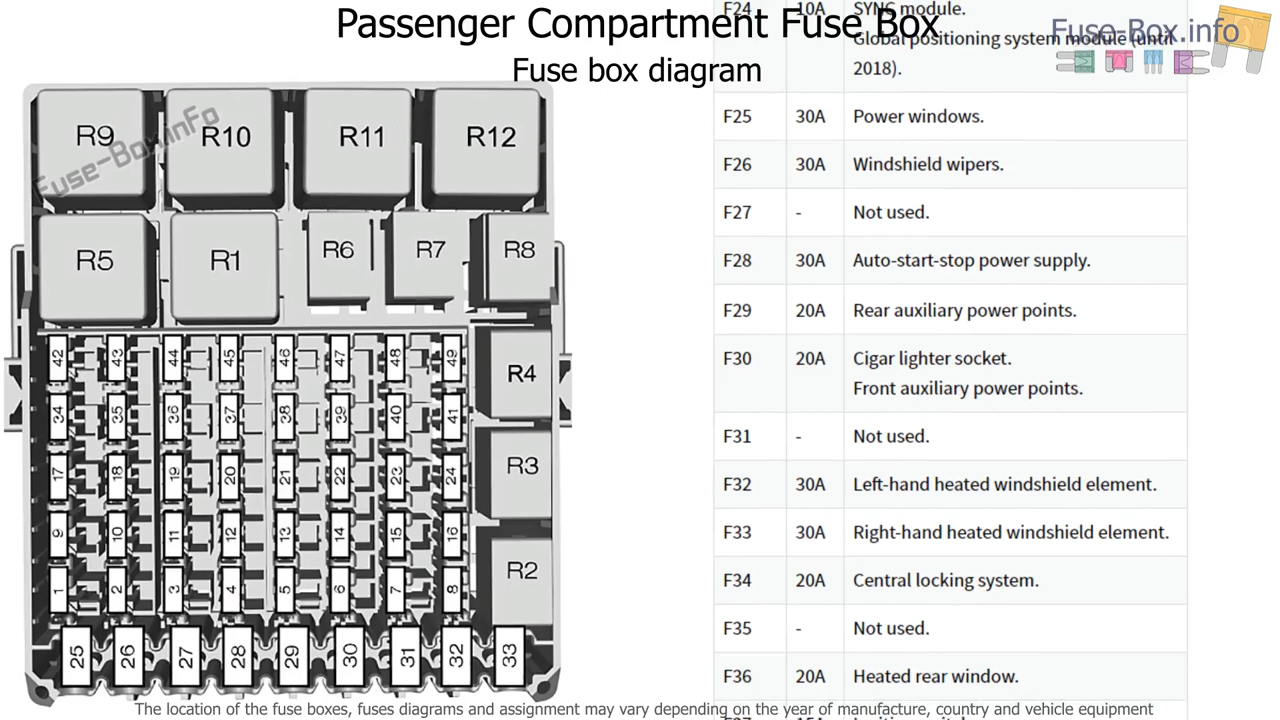 Passenger Compartment Fuse Box
Fuse box diagram
Fuse-Box.info
Fuse-Box.inFo
R9 R10 R11 R12
R5 R1 R6 R7 R8
42 43 44 45 46 47 48 49
R4
34 35 36 37 38 39 40 41
R3
17 18 19 20 21 22 23 24
9 10 11 12 13 14 15 16
R2
1 2 3 4 5 6 7 8
25 26 27 28 29 30 31 32 33
F24 10A SYNC module.
Global positioning system module (until
2018).
F25 30A Power windows.
F26 30A Windshield wipers.
F27 - Not used.
F28 30A Auto-start-stop power supply.
F29 20A Rear auxiliary power points.
F30 20A Cigar lighter socket.
Front auxiliary power points.
F31 - Not used.
F32 30A Left-hand heated windshield element.
F33 30A Right-hand heated windshield element.
F34 20A Central locking system.
F35 - Not used.
F36 20A Heated rear window.
The location of the fuse boxes, fuses diagrams and assignment may vary depending on the year of manufacture, country and vehicle equipment